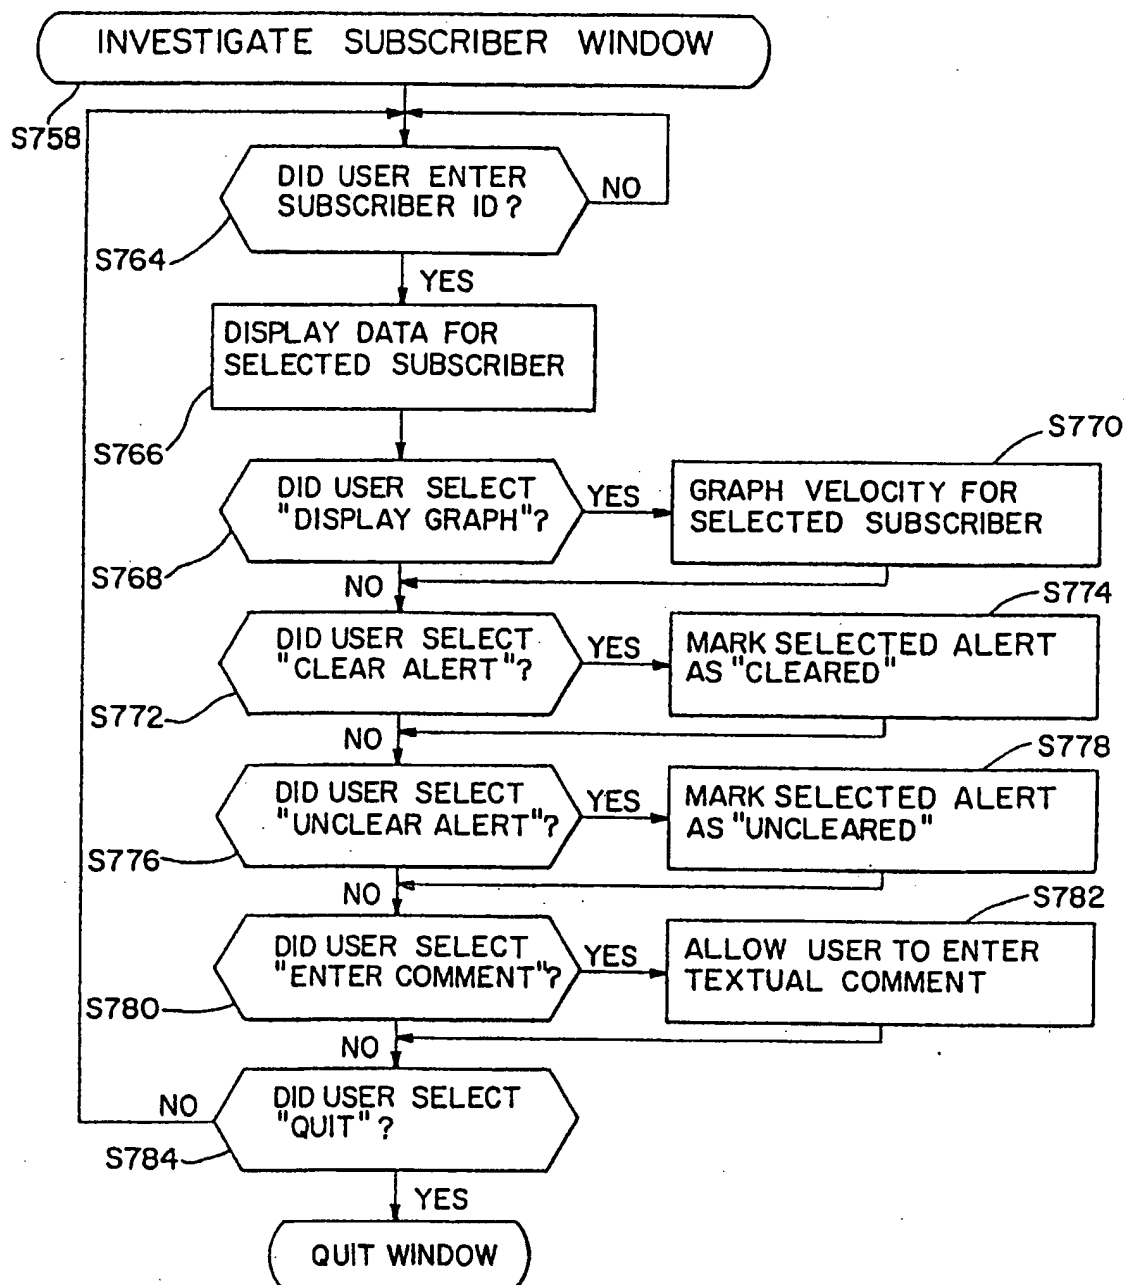 INVESTIGATE SUBSCRIBER WINDOW
S758
DID USER ENTER
SUBSCRIBER ID?
NO
S764
YES
DISPLAY DATA FOR
SELECTED SUBSCRIBER
S766
DID USER SELECT
"DISPLAY GRAPH"?
YES
S770
GRAPH VELOCITY FOR
SELECTED SUBSCRIBER
S768
NO
DID USER SELECT
"CLEAR ALERT"?
YES
S774
MARK SELECTED ALERT
AS "CLEARED"
S772
NO
DID USER SELECT
"UNCLEAR ALERT"?
YES
S778
MARK SELECTED ALERT
AS "UNCLEARED"
S776
NO
DID USER SELECT
"ENTER COMMENT"?
YES
S782
ALLOW USER TO ENTER
TEXTUAL COMMENT
S780
NO
DID USER SELECT
"QUIT"?
NO
S784
YES
QUIT WINDOW